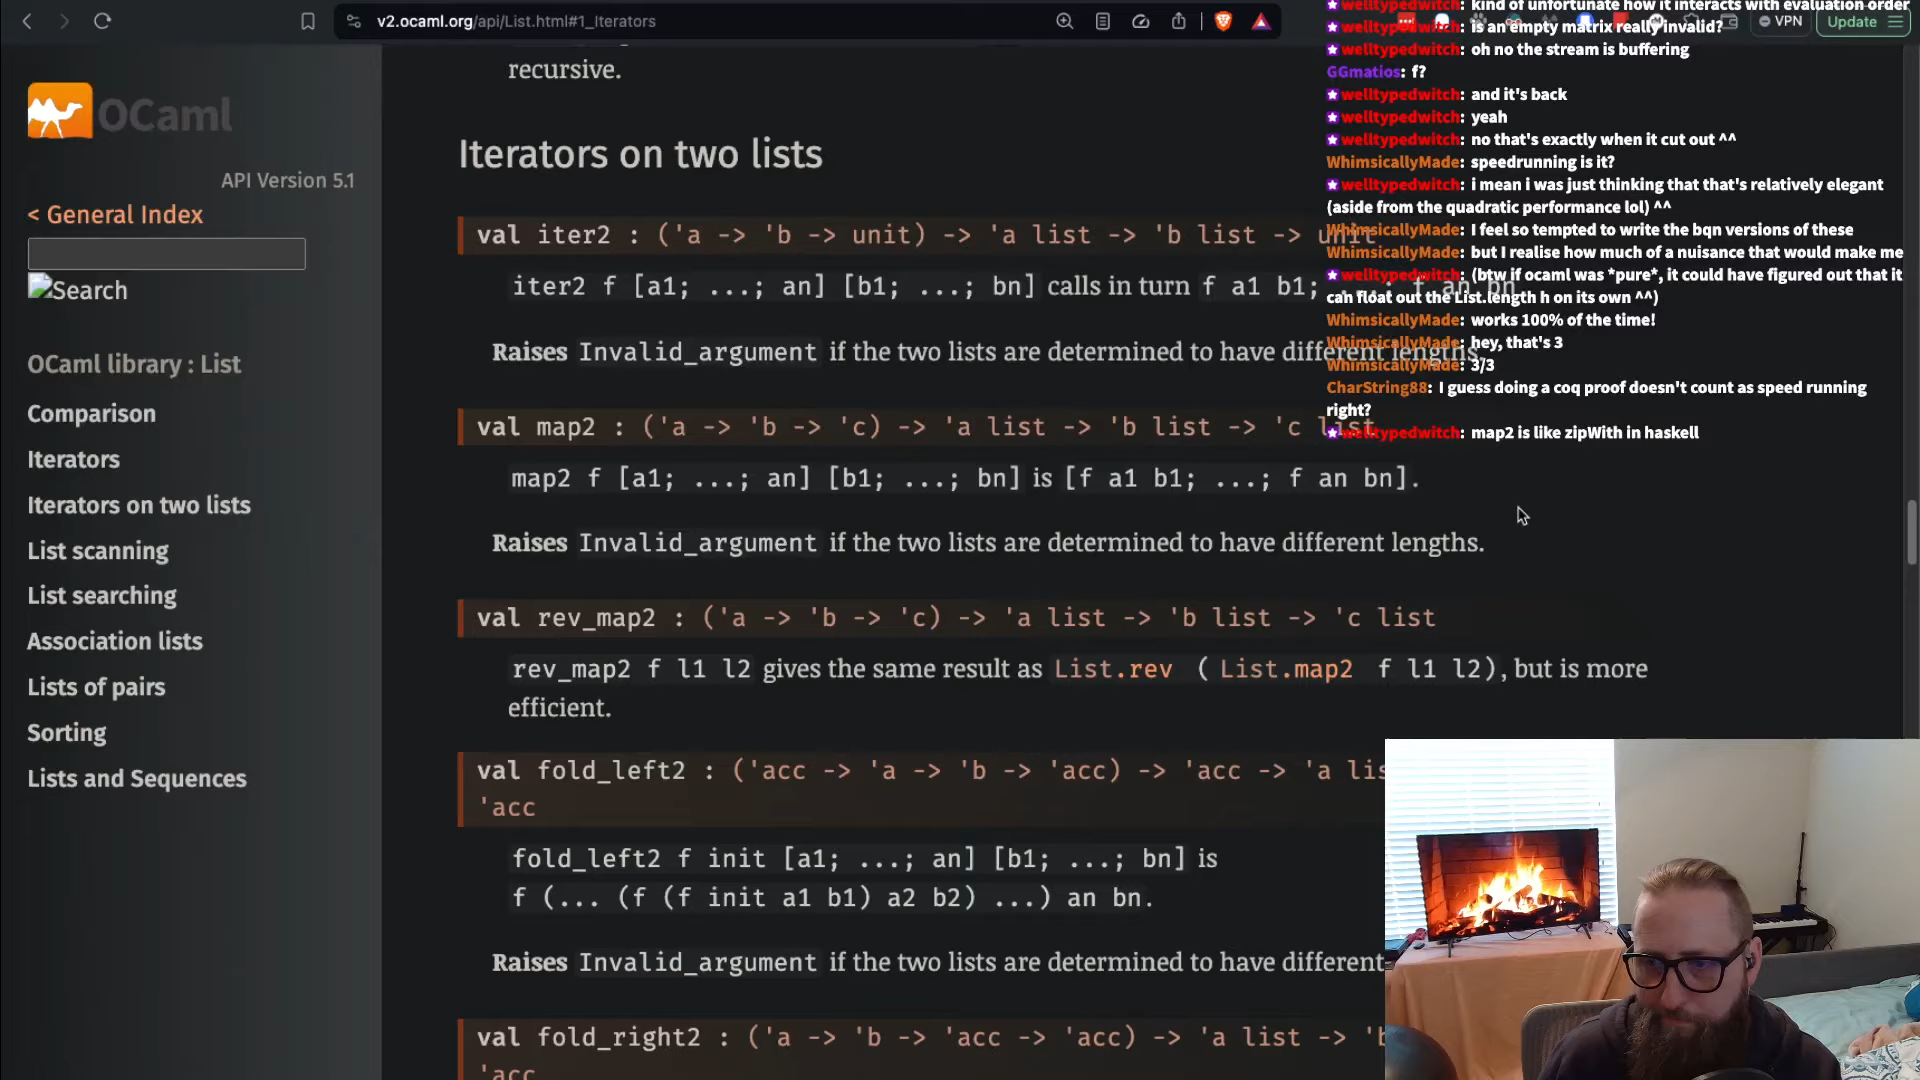 v2.ocaml.org/api/List.html#1_Iterators
VPN
Update
recursive.
OCaml
API Version 5.1
< General Index
Search
OCaml library : List
Comparison
Iterators
Iterators on two lists
List scanning
List searching
Association lists
Lists of pairs
Sorting
Lists and Sequences
Iterators on two lists
val iter2 : ('a -> 'b -> unit) -> 'a list -> 'b list -> unit
iter2 f [a1; ...; an] [b1; ...; bn] calls in turn f a1 b1; ...; f an bn.
Raises Invalid_argument if the two lists are determined to have different lengths.
val map2 : ('a -> 'b -> 'c) -> 'a list -> 'b list -> 'c list
map2 f [a1; ...; an] [b1; ...; bn] is [f a1 b1; ...; f an bn].
Raises Invalid_argument if the two lists are determined to have different lengths.
val rev_map2 : ('a -> 'b -> 'c) -> 'a list -> 'b list -> 'c list
rev_map2 f l1 l2 gives the same result as List.rev ( List.map2 f l1 l2), but is more
efficient.
val fold_left2 : ('acc -> 'a -> 'b -> 'acc) -> 'acc -> 'a lis
'acc
fold_left2 f init [a1; ...; an] [b1; ...; bn] is
f (... (f (f init a1 b1) a2 b2) ...) an bn.
Raises Invalid_argument if the two lists are determined to have different
val fold_right2 : ('a -> 'b -> 'acc -> 'acc) -> 'a list -> 'b
'acc
welltypedwitch: kind of unfortunate how it interacts with evaluation order
welltypedwitch: is an empty matrix really invalid?
welltypedwitch: oh no the stream is buffering
GGmatios: f?
welltypedwitch: and it's back
welltypedwitch: yeah
welltypedwitch: no that's exactly when it cut out ^^
WhimsicallyMade: speedrunning is it?
welltypedwitch: i mean i was just thinking that that's relatively elegant
(aside from the quadratic performance lol) ^^
WhimsicallyMade: I feel so tempted to write the bqn versions of these
WhimsicallyMade: but I realise how much of a nuisance that would make me
welltypedwitch: (btw if ocaml was *pure*, it could have figured out that it
can float out the List.length h on its own ^^)
WhimsicallyMade: works 100% of the time!
WhimsicallyMade: hey, that's 3
WhimsicallyMade: 3/3
CharString88: I guess doing a coq proof doesn't count as speed running
right?
welltypedwitch: map2 is like zipWith in haskell